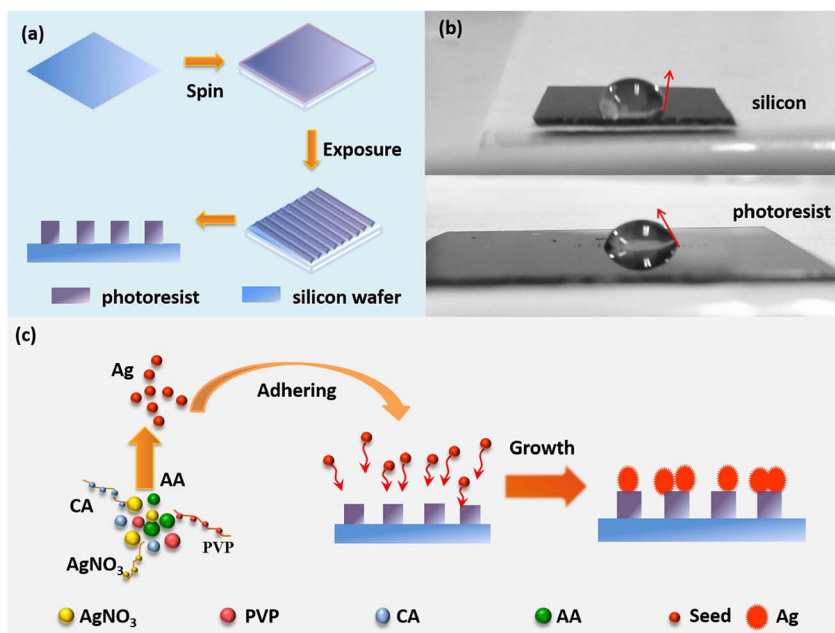 (a)
Spin
Exposure
photoresist
silicon wafer
(b)
silicon
photoresist
(c)
Ag
Adhering
Growth
AA
CA
PVP
AgNO₃
AgNO₃
PVP
CA
AA
Seed
Ag